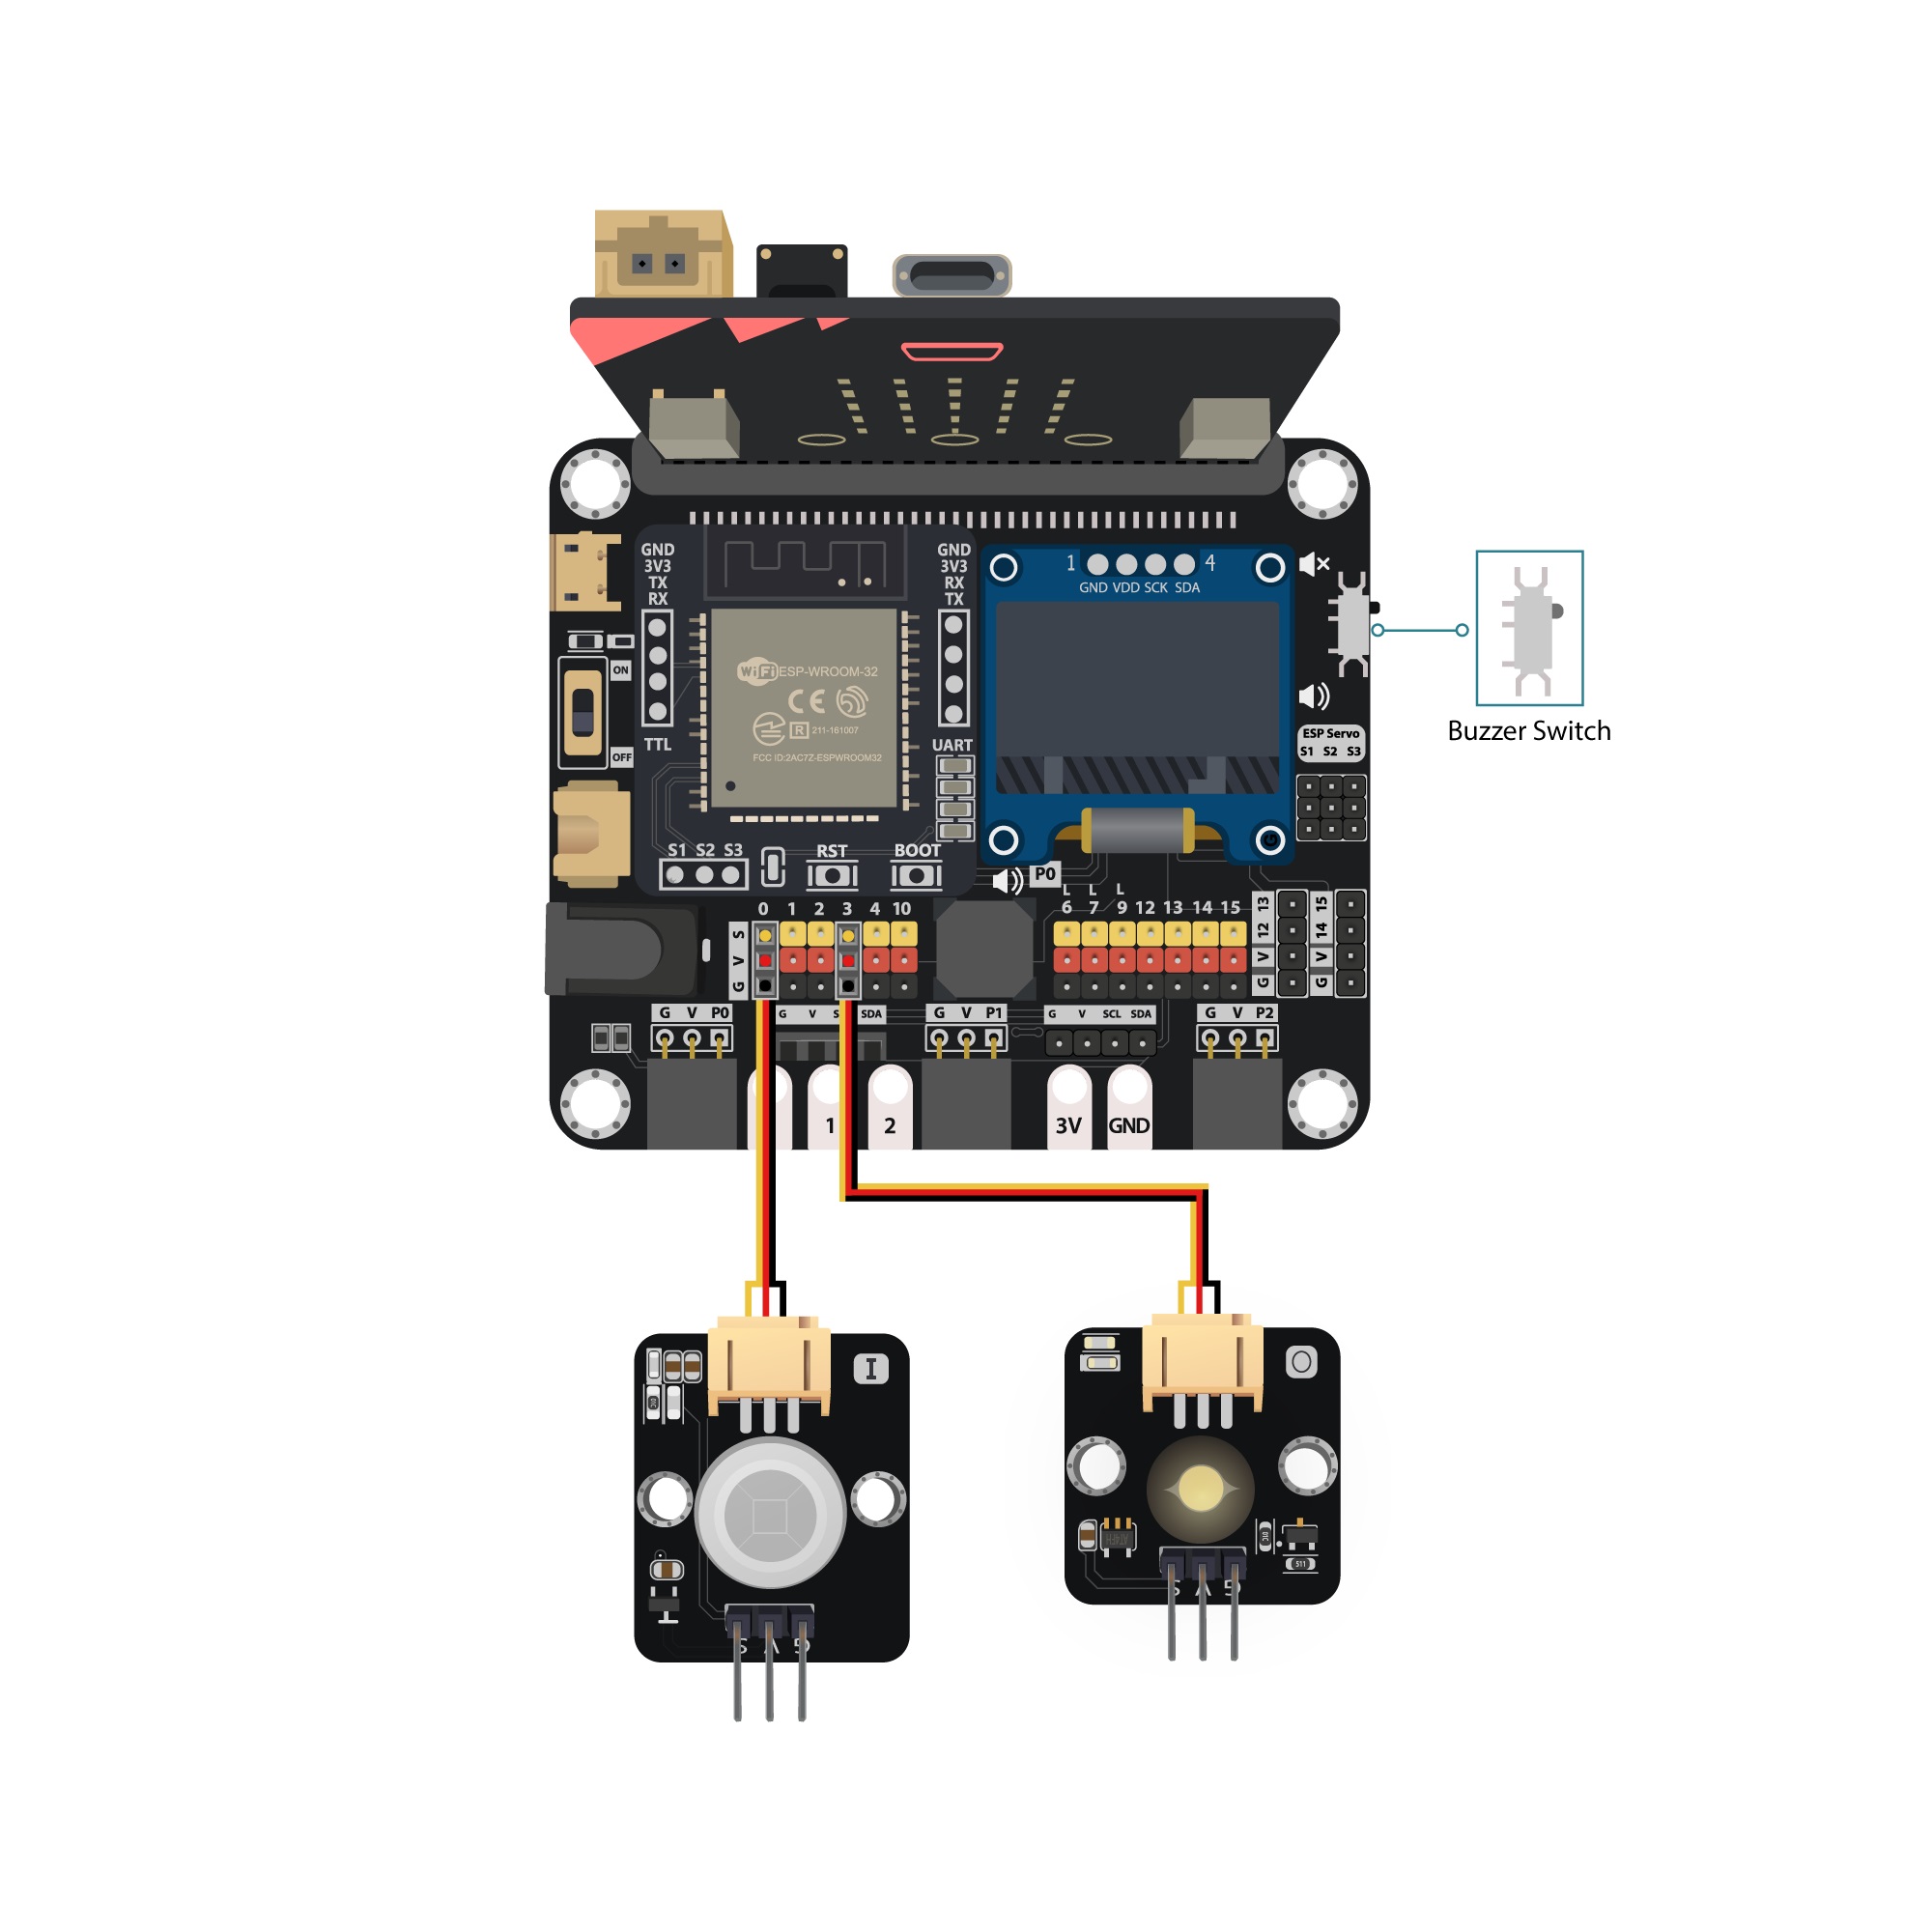 GND
3V3
TX
RX
GND
3V3
RX
TX
1
4
GND VDD SCK SDA
ON
WiFi ESP-WROOM-32
CE
R 211-161007
FCC ID:2AC7Z-ESPWROOM32
TTL
UART
OFF
Buzzer Switch
ESP Servo
S1 S2 S3
S1 S2 S3
RST
BOOT
P0
L L L
0 1 2 3 4 10
6 7 9 12 13 14 15
S
V
G
13
12
V
G
15
14
V
G
G V P0
G V S SDA
G V P1
G V SCL SDA
G V P2
1
2
3V
GND
I
O
S V G
S V G
511